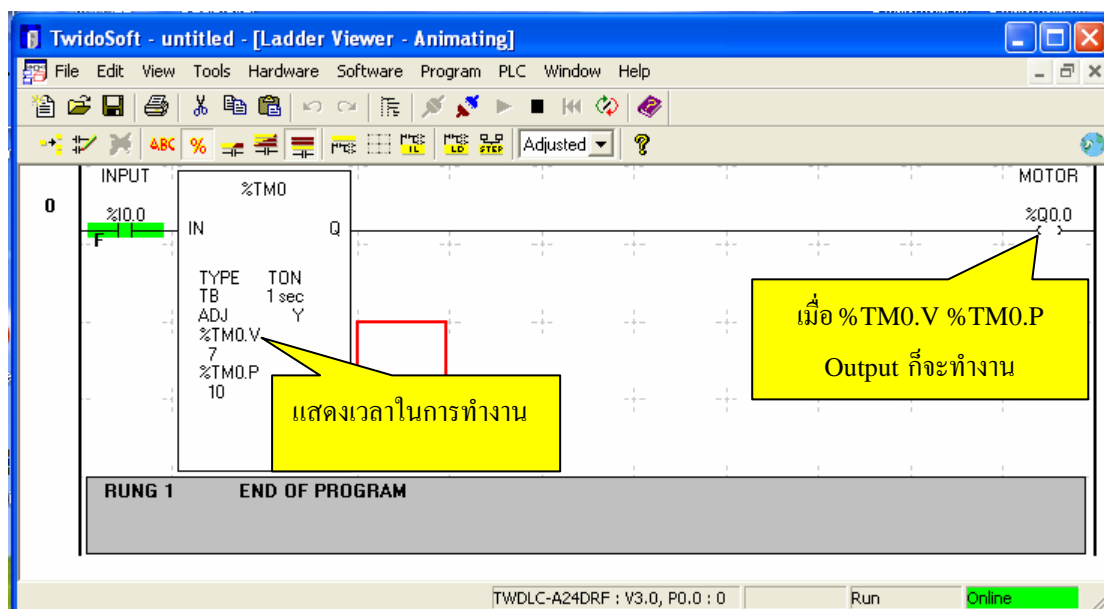 TwidoSoft - untitled - [Ladder Viewer - Animating]
File Edit View Tools Hardware Software Program PLC Window Help
ABC % IL LD STEP Adjusted
INPUT %TM0 MOTOR
0 %I0.0 IN Q %Q0.0
F
TYPE TON
TB 1 sec
ADJ Y
%TM0.V
7
%TM0.P
10
แสดงเวลาในการทำงาน
เมื่อ %TM0.V %TM0.P
Output ก็จะทำงาน
RUNG 1 END OF PROGRAM
TWDLC-A24DRF : V3.0, P0.0 : 0 Run Online